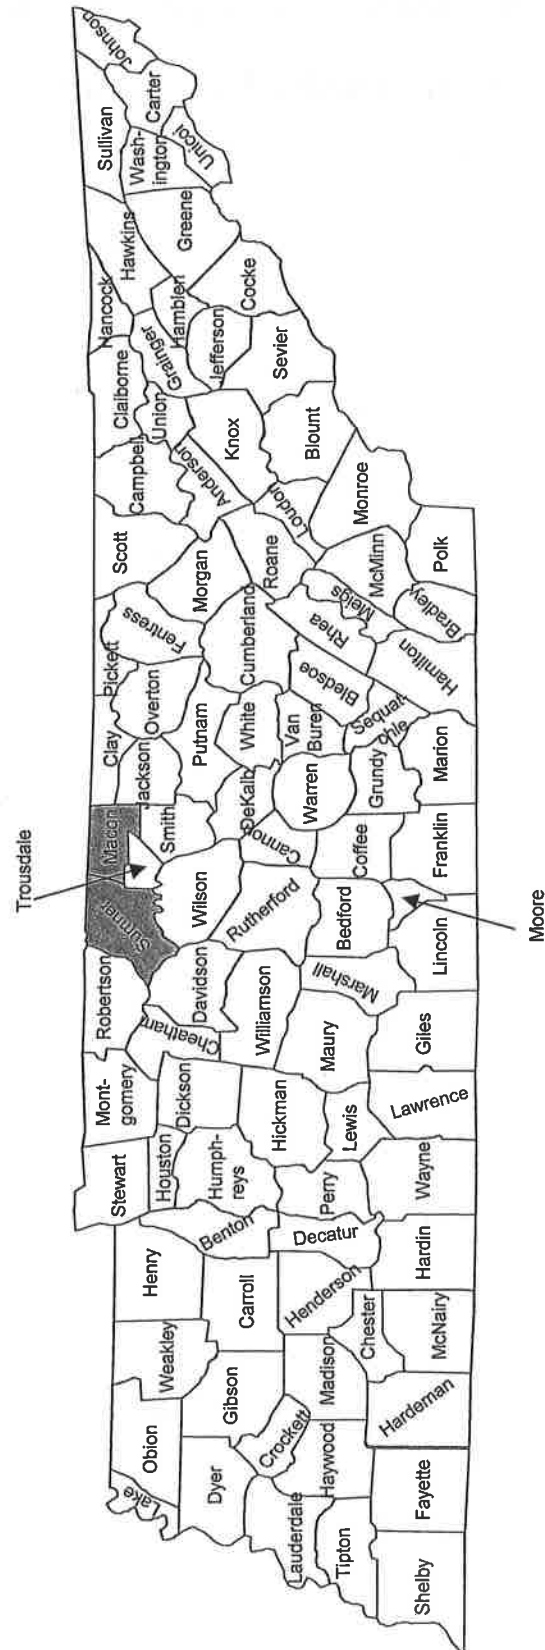 Johnson
Carter
Sullivan
Unicoi
Wash-
ington
Greene
Hawkins
Hancock
Hamblen
Cocke
Grainger
Jefferson
Claiborne
Sevier
Union
Knox
Campbell
Anderson
Blount
Loudon
Monroe
Scott
Morgan
Roane
McMinn
Polk
Meigs
Bradley
Fentress
Cumberland
Rhea
Hamilton
Pickett
Overton
Bledsoe
Putnam
White
Van
Buren
Sequat-
chie
Clay
Jackson
DeKalb
Warren
Grundy
Marion
Macon
Smith
Cannon
Coffee
Franklin
Trousdale
Sumner
Wilson
Rutherford
Bedford
Moore
Lincoln
Robertson
Davidson
Williamson
Marshall
Cheatham
Maury
Giles
Mont-
gomery
Dickson
Hickman
Lewis
Lawrence
Stewart
Houston
Humph-
reys
Perry
Wayne
Henry
Benton
Decatur
Hardin
Carroll
Henderson
Chester
McNairy
Weakley
Gibson
Madison
Hardeman
Obion
Crockett
Haywood
Fayette
Lake
Dyer
Lauderdale
Tipton
Shelby